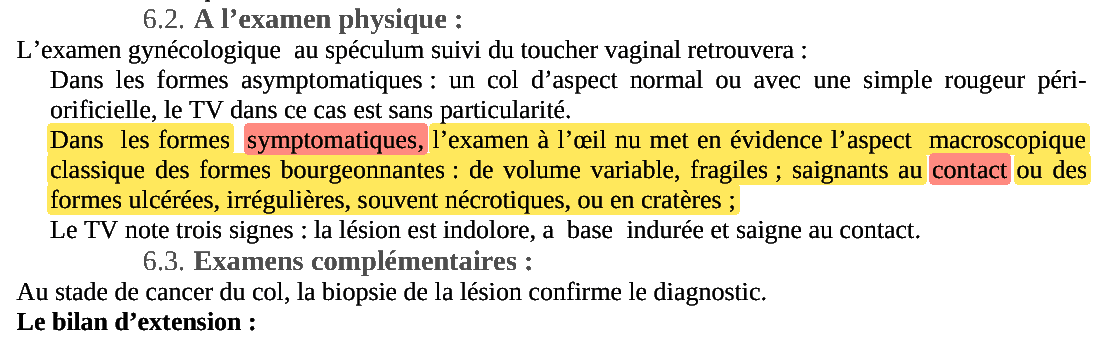 6.2. A l’examen physique :
L’examen gynécologique au spéculum suivi du toucher vaginal retrouvera :
Dans les formes asymptomatiques : un col d’aspect normal ou avec une simple rougeur péri-
orificielle, le TV dans ce cas est sans particularité.
Dans les formes symptomatiques, l’examen à l’œil nu met en évidence l’aspect macroscopique
classique des formes bourgeonnantes : de volume variable, fragiles ; saignants au contact ou des
formes ulcérées, irrégulières, souvent nécrotiques, ou en cratères ;
Le TV note trois signes : la lésion est indolore, a base indurée et saigne au contact.
6.3. Examens complémentaires :
Au stade de cancer du col, la biopsie de la lésion confirme le diagnostic.
Le bilan d’extension :